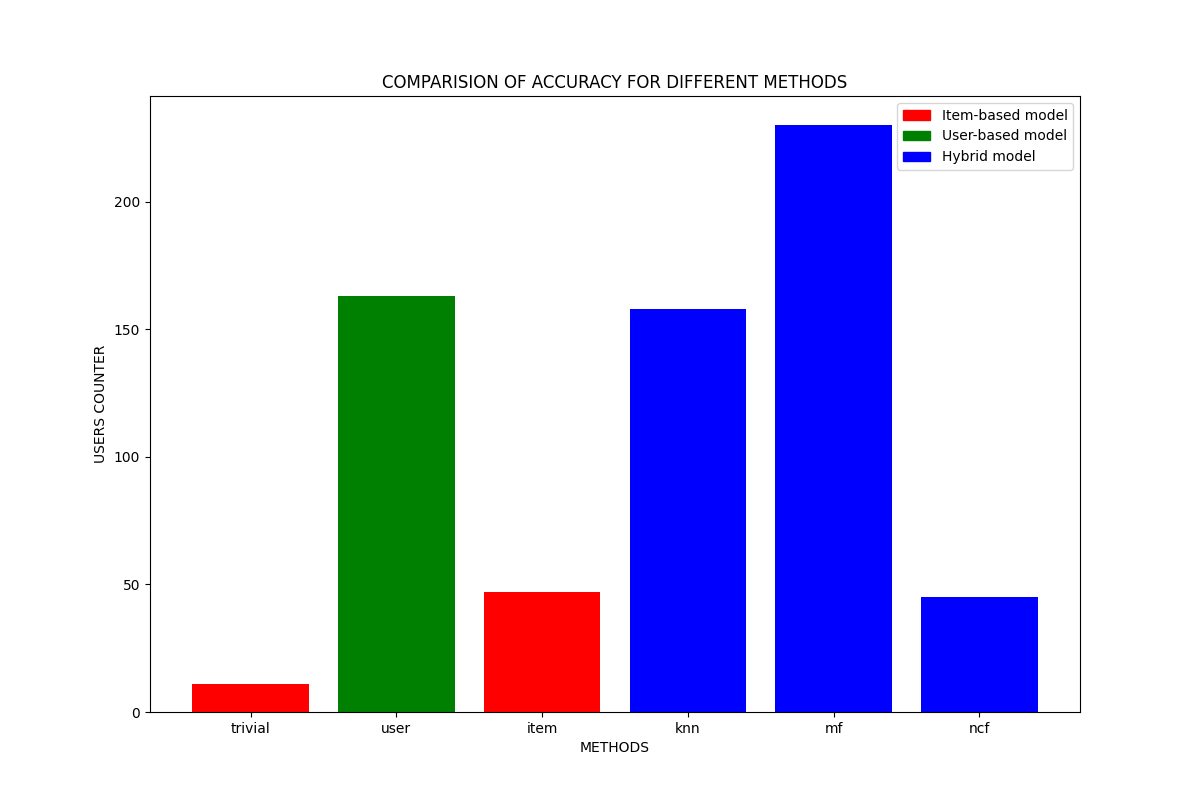 COMPARISION OF ACCURACY FOR DIFFERENT METHODS
Item-based model
User-based model
Hybrid model
USERS COUNTER
200
150
100
50
0
trivial user item knn mf ncf
METHODS